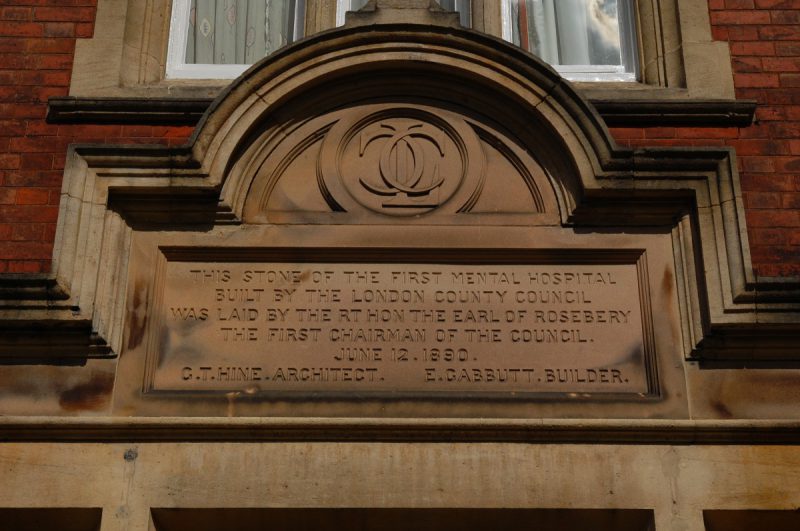 THIS STONE OF THE FIRST MENTAL HOSPITAL
BUILT BY THE LONDON COUNTY COUNCIL
WAS LAID BY THE RT HON THE EARL OF ROSEBERY
THE FIRST CHAIRMAN OF THE COUNCIL.
JUNE 12. 1890.
G.T. HINE. ARCHITECT. E. GABBUTT. BUILDER.